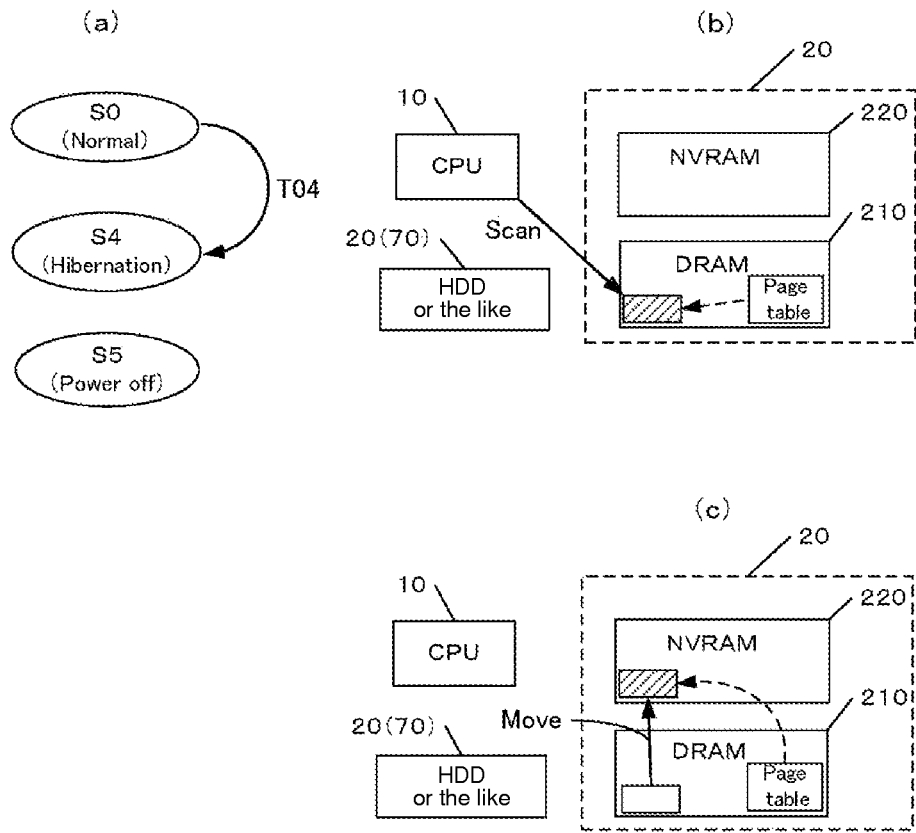 (a)
S0
(Normal)
T04
S4
(Hibernation)
S5
(Power off)
(b)
20
10
CPU
220
NVRAM
Scan
210
20(70)
HDD
or the like
DRAM
Page
table
(c)
20
10
CPU
220
NVRAM
210
20(70)
Move
HDD
or the like
DRAM
Page
table